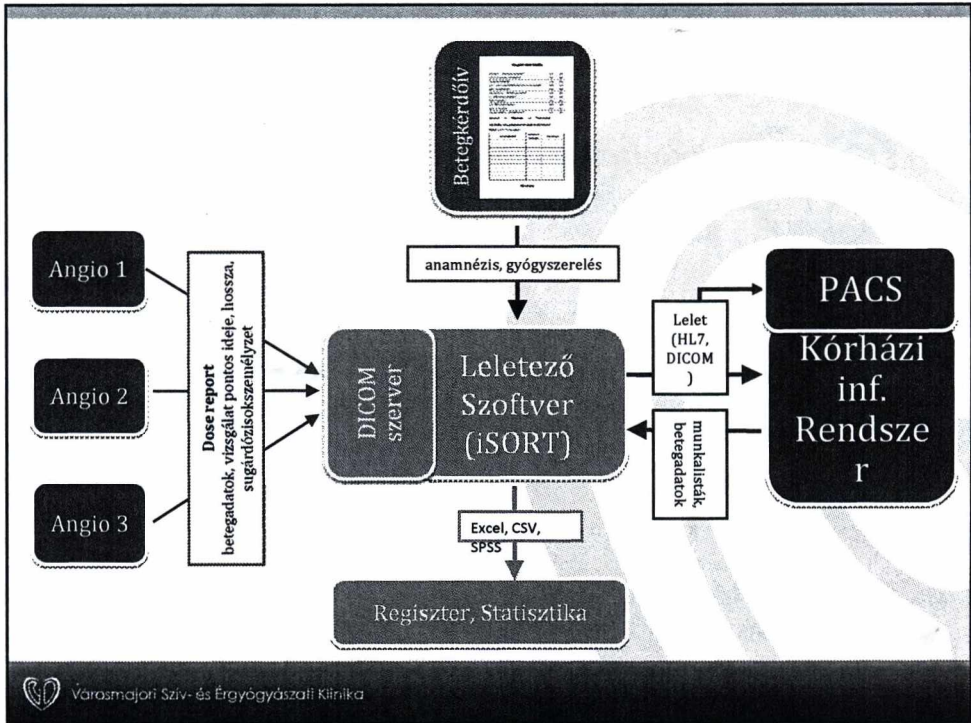 Betegkérdőív
anamnézis, gyógyszerelés
Angio 1
Angio 2
Angio 3
Dose report
betegadatok, vizsgálat pontos ideje, hossza,
sugárdózisokszemélyzet
DICOM
szerver
Leletező
Szoftver
(iSORT)
Lelet
(HL7,
DICOM
)
PACS
Kórházi
inf.
Rendsze
r
munkalisták,
betegadatok
Excel, CSV,
SPSS
Regiszter, Statisztika
Városmajori Szív- és Érgyógyászati Klinika